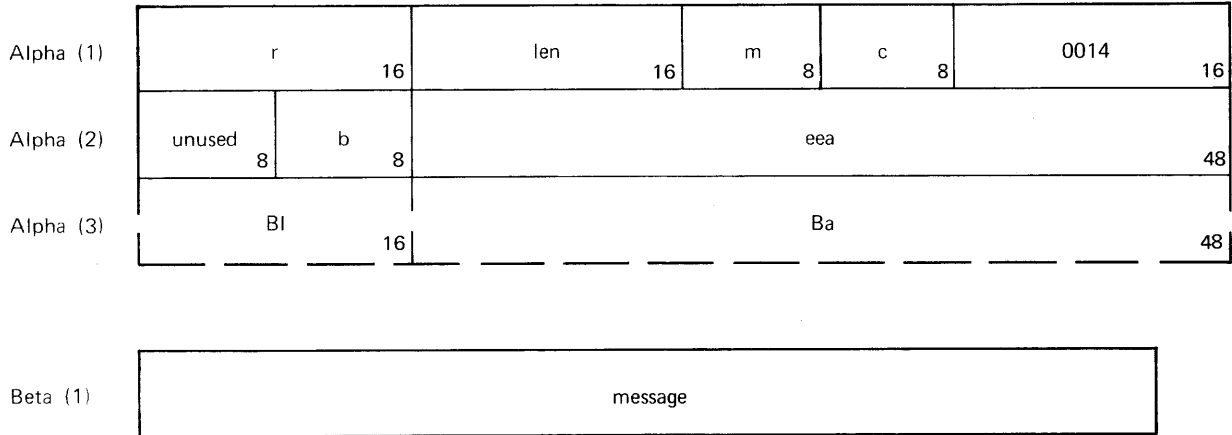 Alpha (1) r 16 len 16 m 8 c 8 0014 16
Alpha (2) unused 8 b 8 eea 48
Alpha (3) Bl 16 Ba 48
Beta (1) message